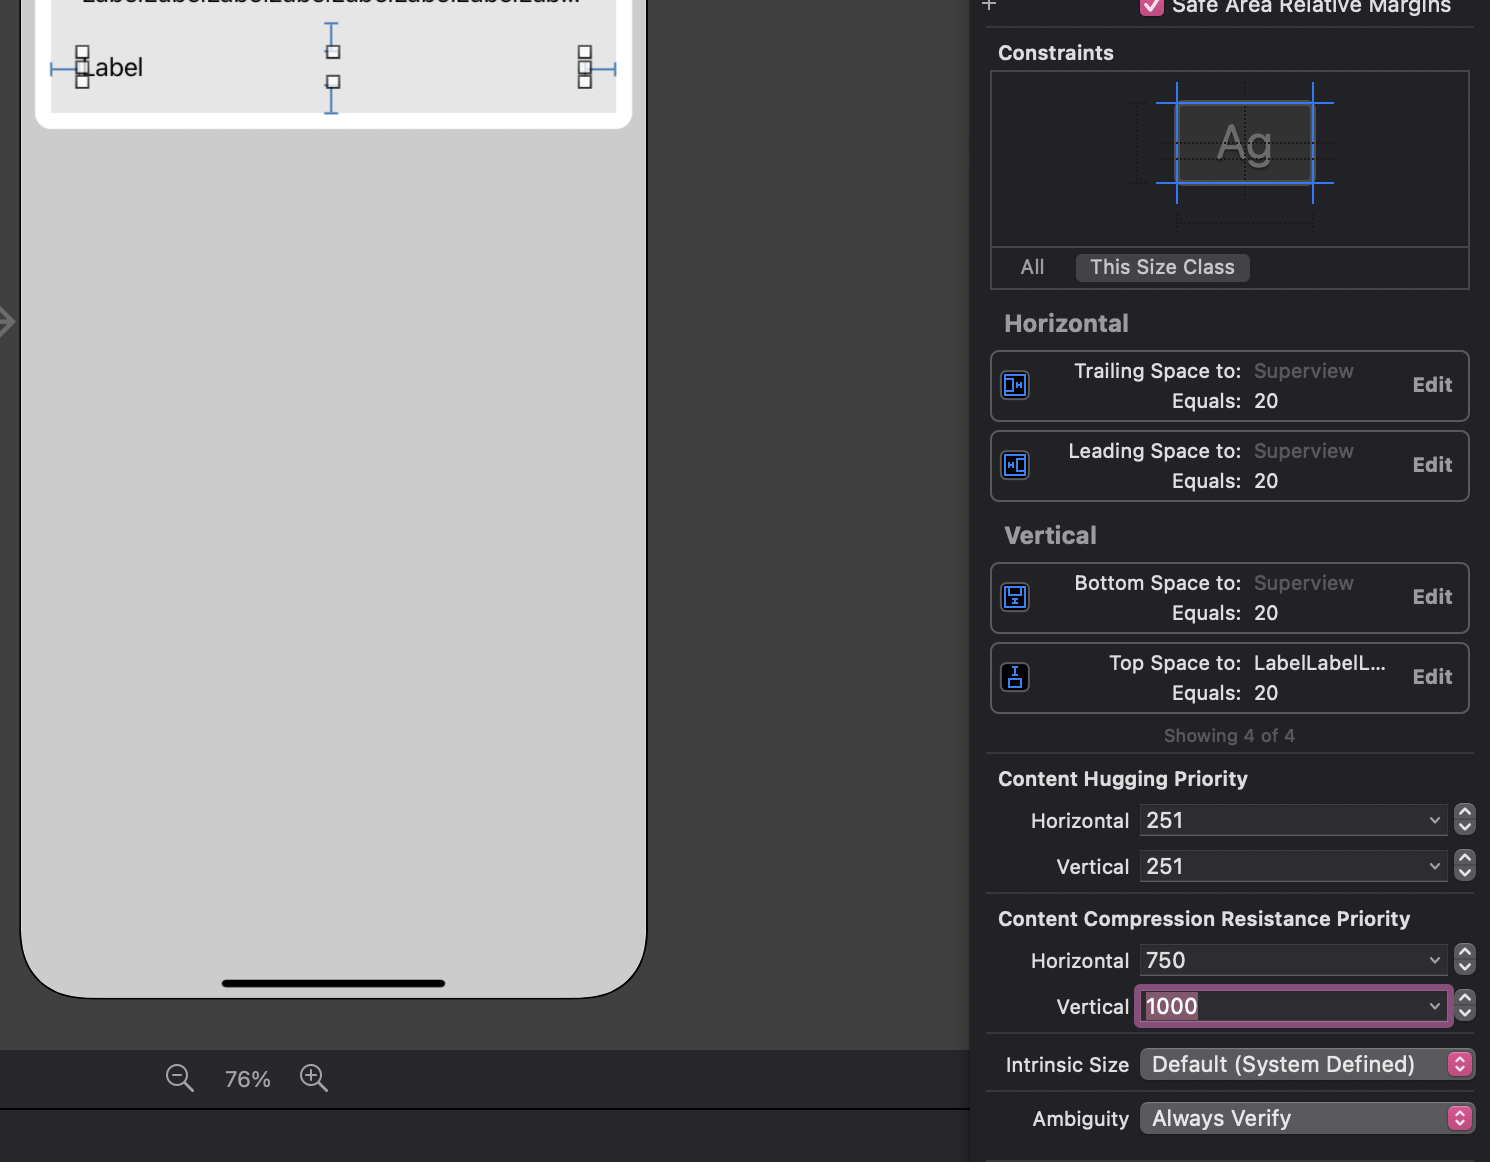 Safe Area Relative Margins
Label
Constraints
Ag
All This Size Class
Horizontal
Trailing Space to: Superview
Equals: 20
Edit
Leading Space to: Superview
Equals: 20
Edit
Vertical
Bottom Space to: Superview
Equals: 20
Edit
Top Space to: LabelLabelL...
Equals: 20
Edit
Showing 4 of 4
Content Hugging Priority
Horizontal 251
Vertical 251
Content Compression Resistance Priority
Horizontal 750
Vertical 1000
Intrinsic Size Default (System Defined)
Ambiguity Always Verify
76%